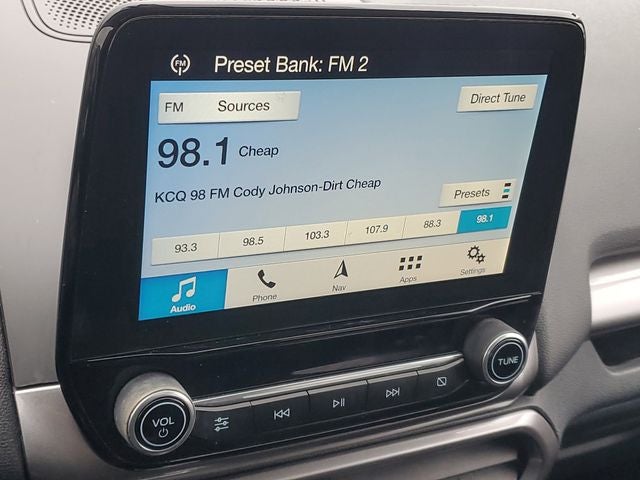 FM Preset Bank: FM 2
FM Sources Direct Tune
98.1 Cheap
KCQ 98 FM Cody Johnson-Dirt Cheap
Presets
93.3 98.5 103.3 107.9 88.3 98.1
Audio Phone Nav Apps Settings
VOL TUNE